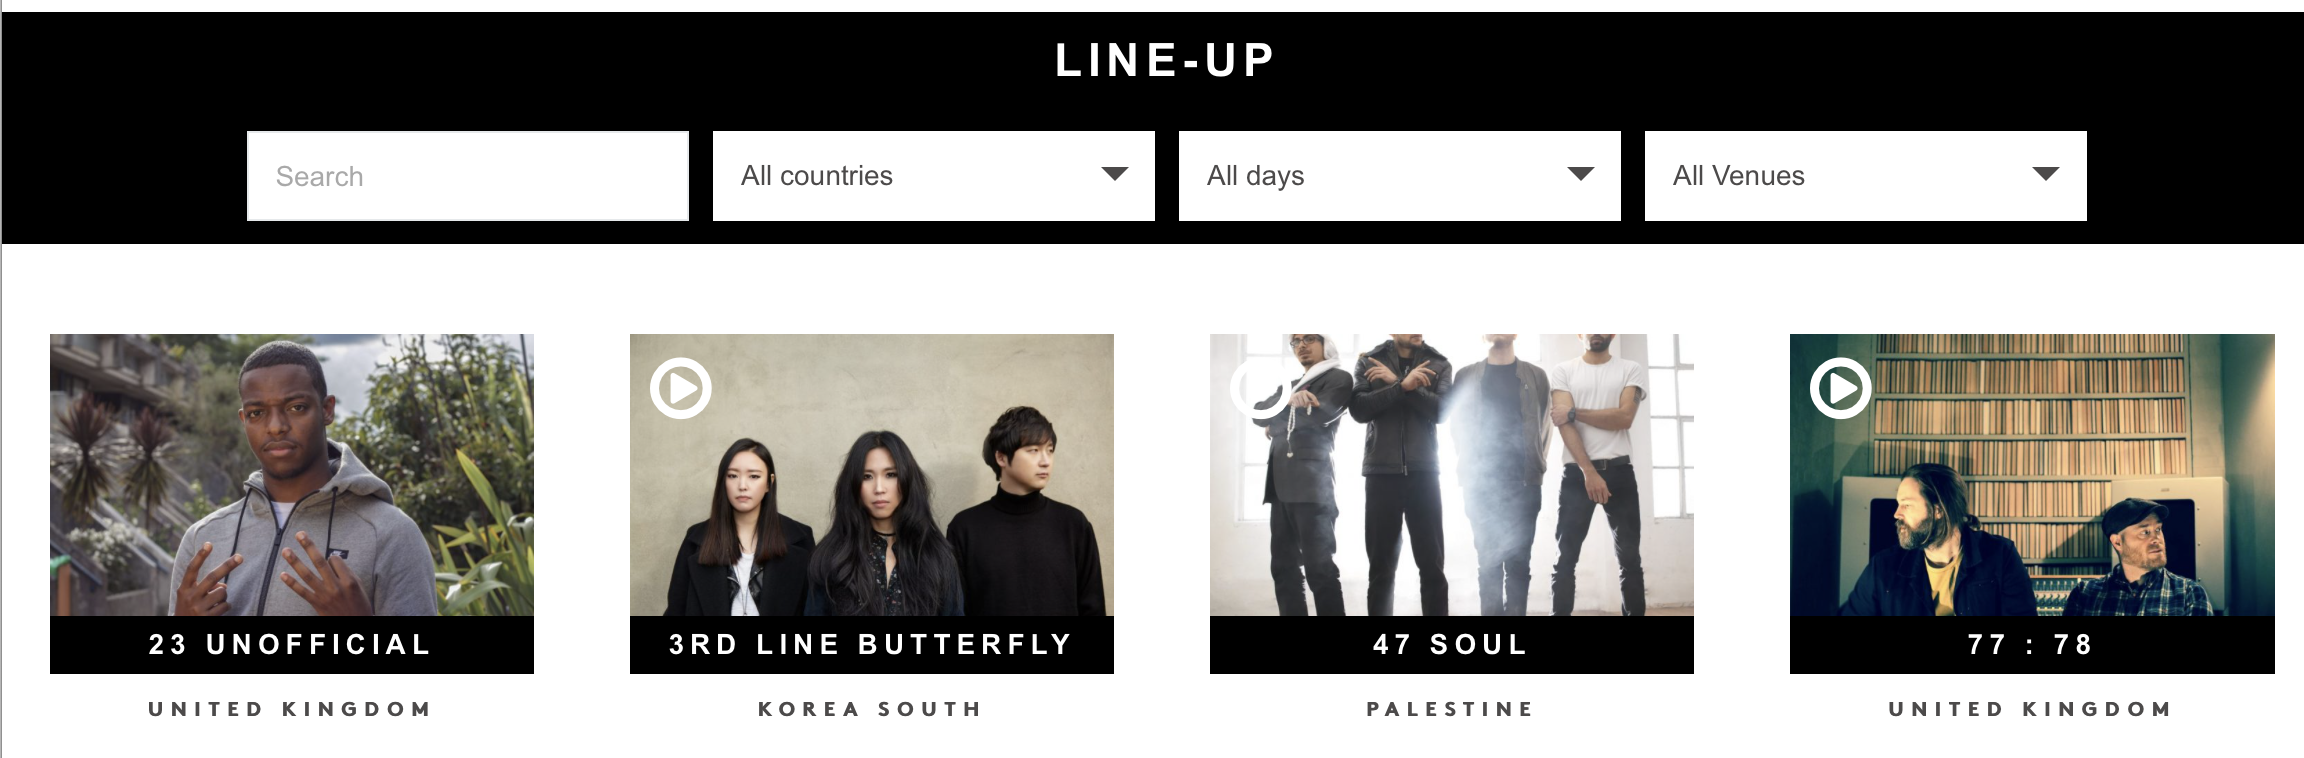 LINE-UP
Search
All countries
All days
All Venues
23 UNOFFICIAL
3RD LINE BUTTERFLY
47 SOUL
77 : 78
UNITED KINGDOM
KOREA SOUTH
PALESTINE
UNITED KINGDOM